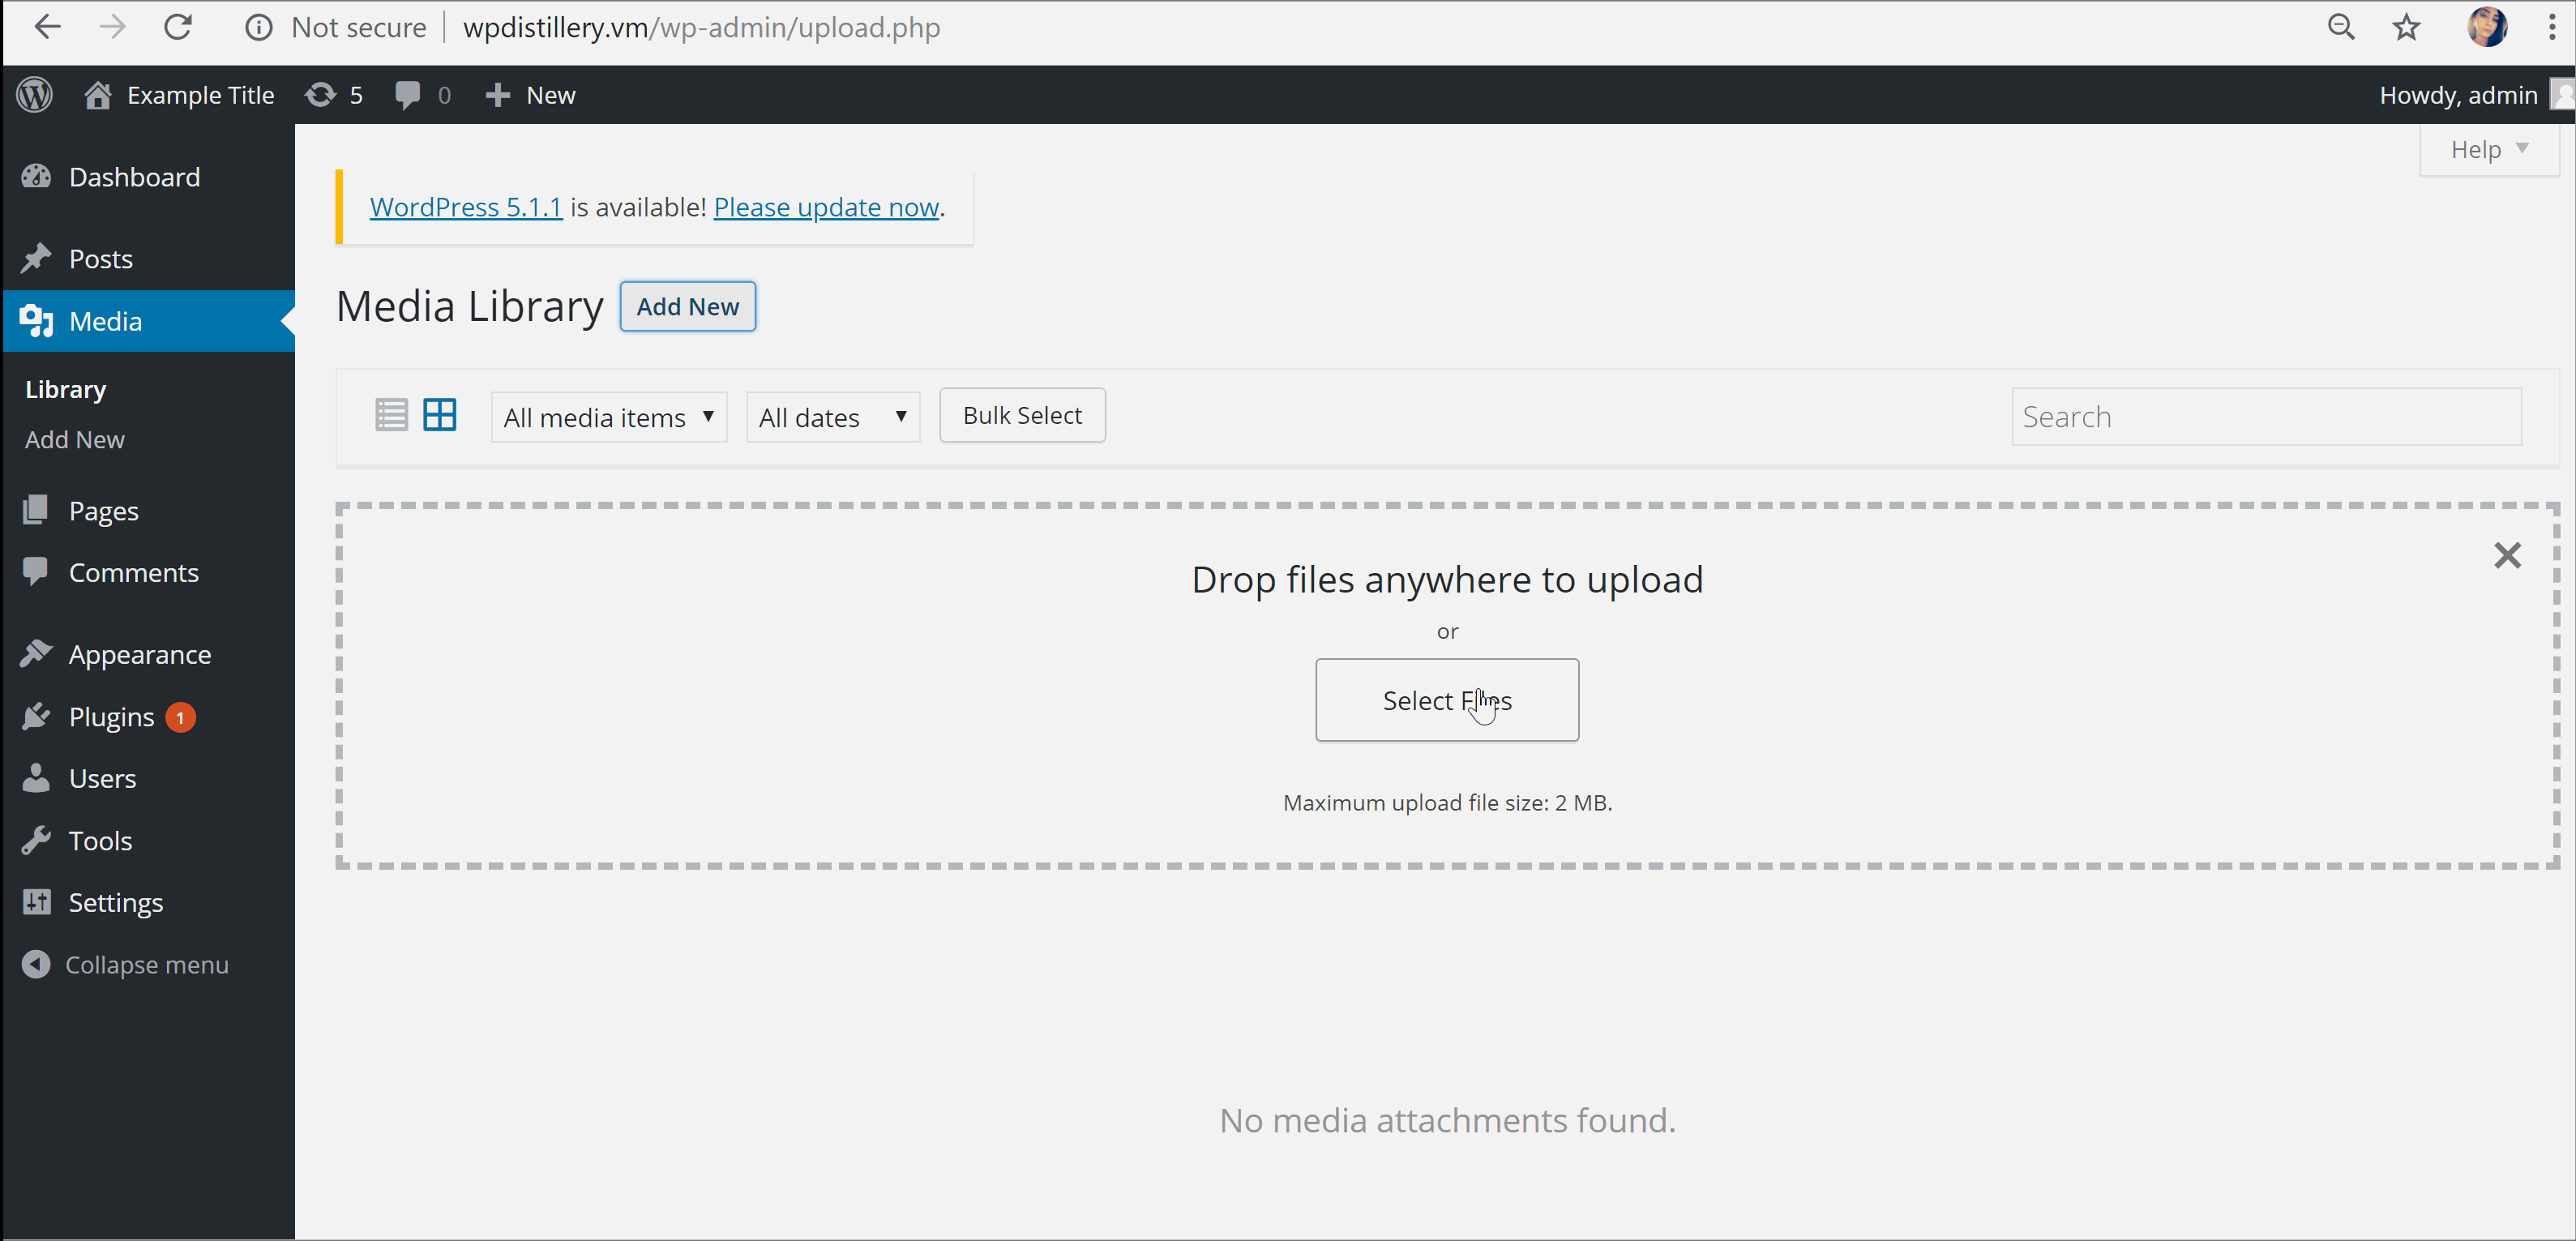 Not secure | wpdistillery.vm/wp-admin/upload.php
Example Title 5 0 New Howdy, admin
Dashboard
Posts
Media
Library
Add New
Pages
Comments
Appearance
Plugins 1
Users
Tools
Settings
Collapse menu
Help
WordPress 5.1.1 is available! Please update now.
Media Library Add New
All media items All dates Bulk Select Search
Drop files anywhere to upload
or
Select Files
Maximum upload file size: 2 MB.
No media attachments found.